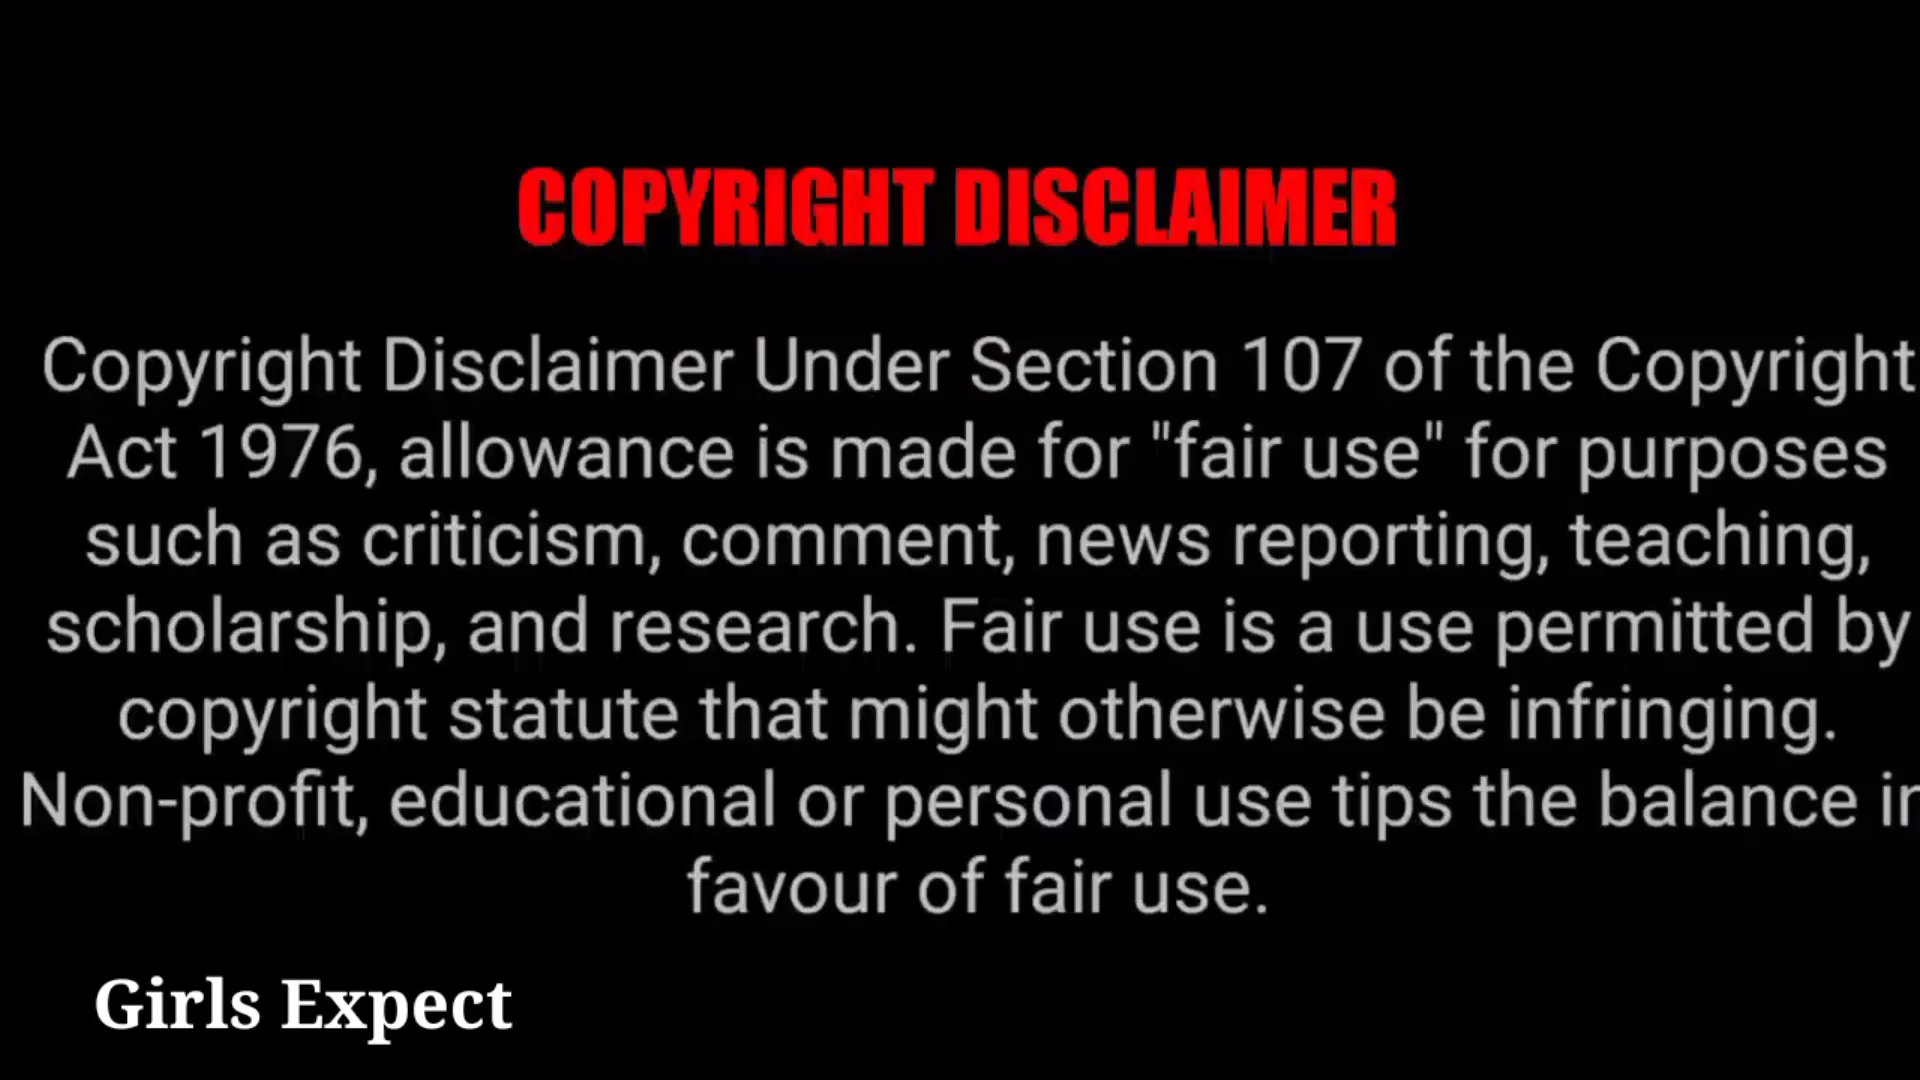 COPYRIGHT DISCLAIMER
Copyright Disclaimer Under Section 107 of the Copyright
Act 1976, allowance is made for "fair use" for purposes
such as criticism, comment, news reporting, teaching,
scholarship, and research. Fair use is a use permitted by
copyright statute that might otherwise be infringing.
Non-profit, educational or personal use tips the balance in
favour of fair use.
Girls Expect